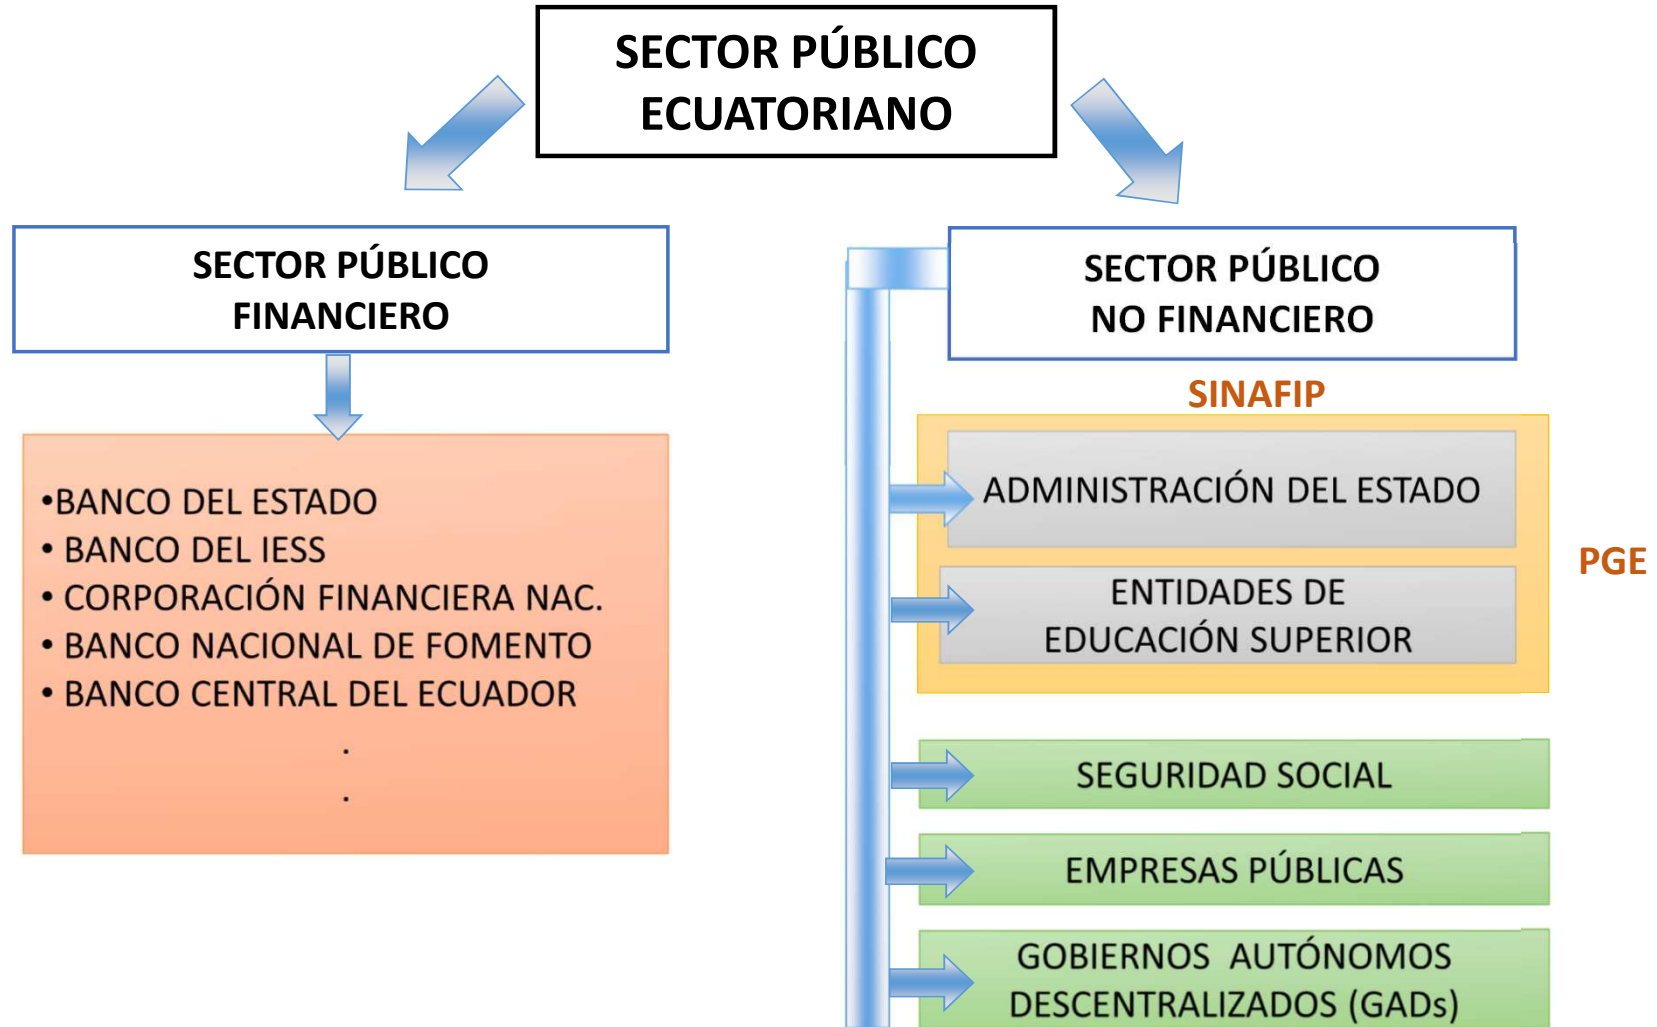 SECTOR PÚBLICO
ECUATORIANO
SECTOR PÚBLICO
FINANCIERO
•BANCO DEL ESTADO
• BANCO DEL IESS
• CORPORACIÓN FINANCIERA NAC.
• BANCO NACIONAL DE FOMENTO
• BANCO CENTRAL DEL ECUADOR
.
.
SECTOR PÚBLICO
NO FINANCIERO
SINAFIP
ADMINISTRACIÓN DEL ESTADO
ENTIDADES DE
EDUCACIÓN SUPERIOR
PGE
SEGURIDAD SOCIAL
EMPRESAS PÚBLICAS
GOBIERNOS AUTÓNOMOS
DESCENTRALIZADOS (GADs)